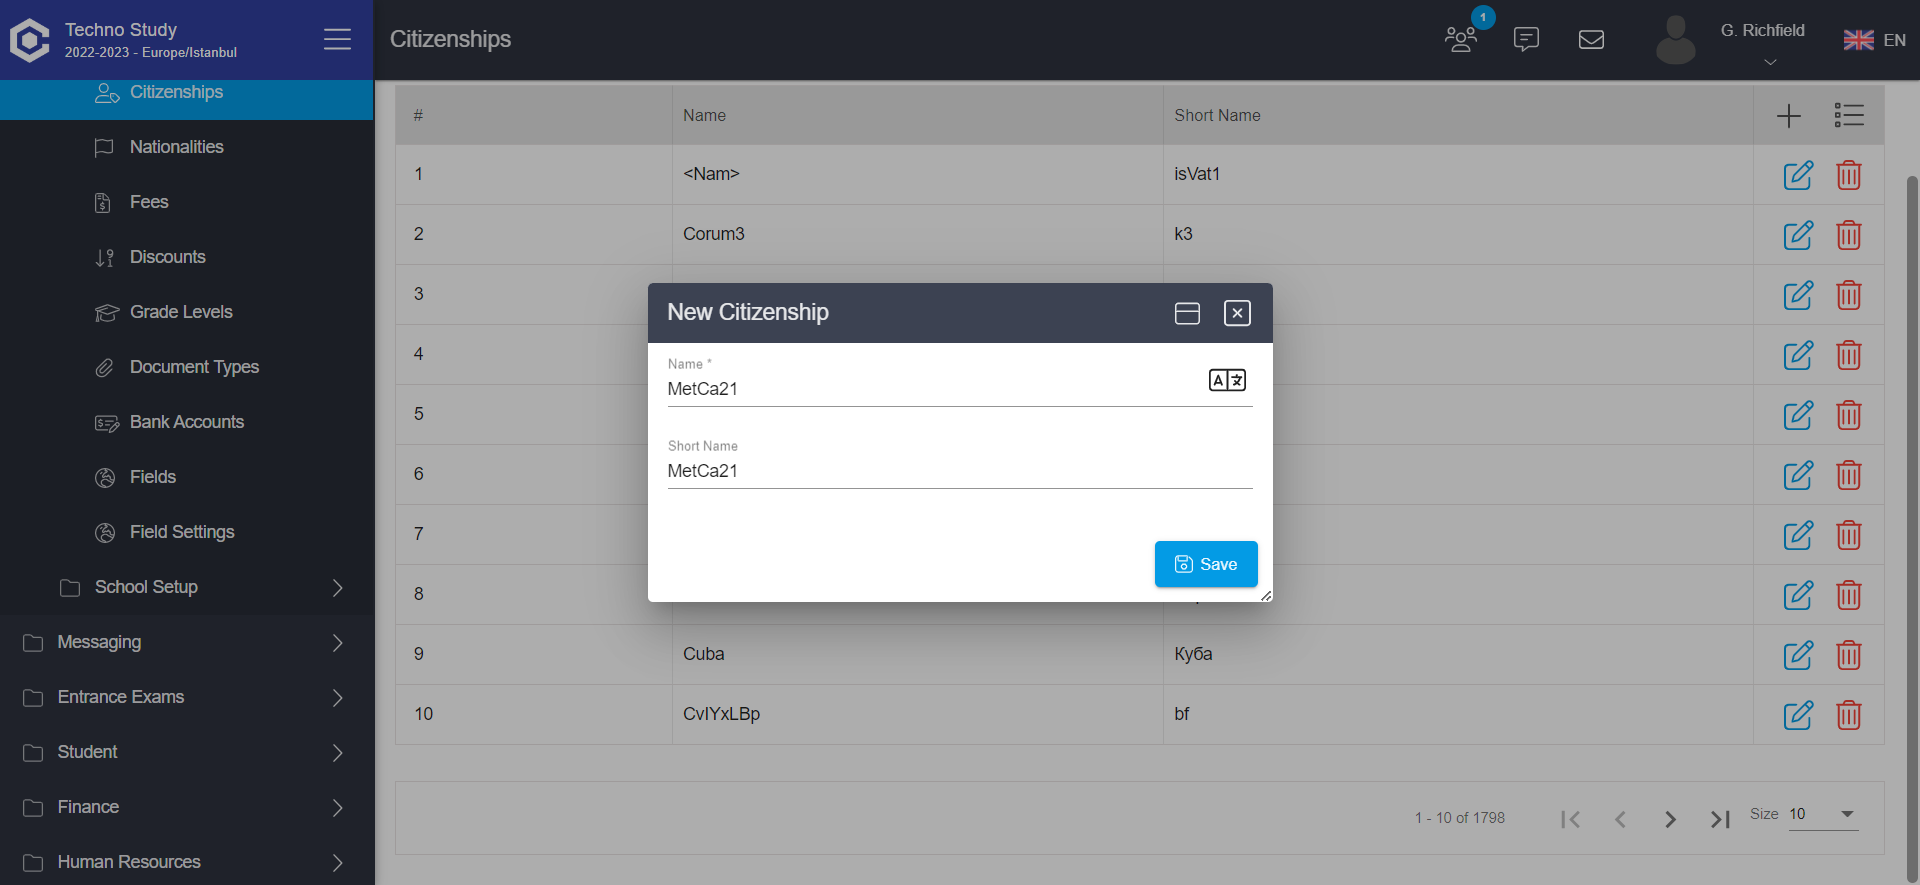 Techno Study
2022-2023 - Europe/Istanbul
Citizenships
1
G. Richfield
EN
Citizenships
Nationalities
Fees
Discounts
Grade Levels
Document Types
Bank Accounts
Fields
Field Settings
School Setup
Messaging
Entrance Exams
Student
Finance
Human Resources
# Name Short Name
1 <Nam> isVat1
2 Corum3 k3
3
4
5
6
7
8
9 Cuba Куба
10 CvIYxLBp bf
New Citizenship
Name *
MetCa21
Short Name
MetCa21
Save
1 - 10 of 1798
Size 10